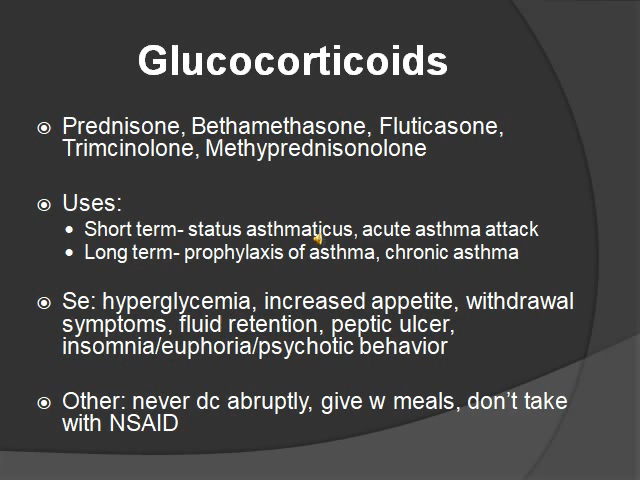 Glucocorticoids
Prednisone, Bethamethasone, Fluticasone,
Trimcinolone, Methyprednisonolone
Uses:
Short term- status asthmaticus, acute asthma attack
Long term- prophylaxis of asthma, chronic asthma
Se: hyperglycemia, increased appetite, withdrawal
symptoms, fluid retention, peptic ulcer,
insomnia/euphoria/psychotic behavior
Other: never dc abruptly, give w meals, don’t take
with NSAID